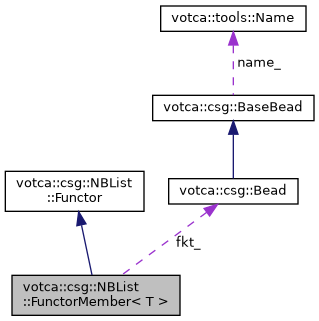 votca::tools::Name
name_
votca::csg::BaseBead
votca::csg::NBList
::Functor
votca::csg::Bead
fkt_
votca::csg::NBList
::FunctorMember< T >